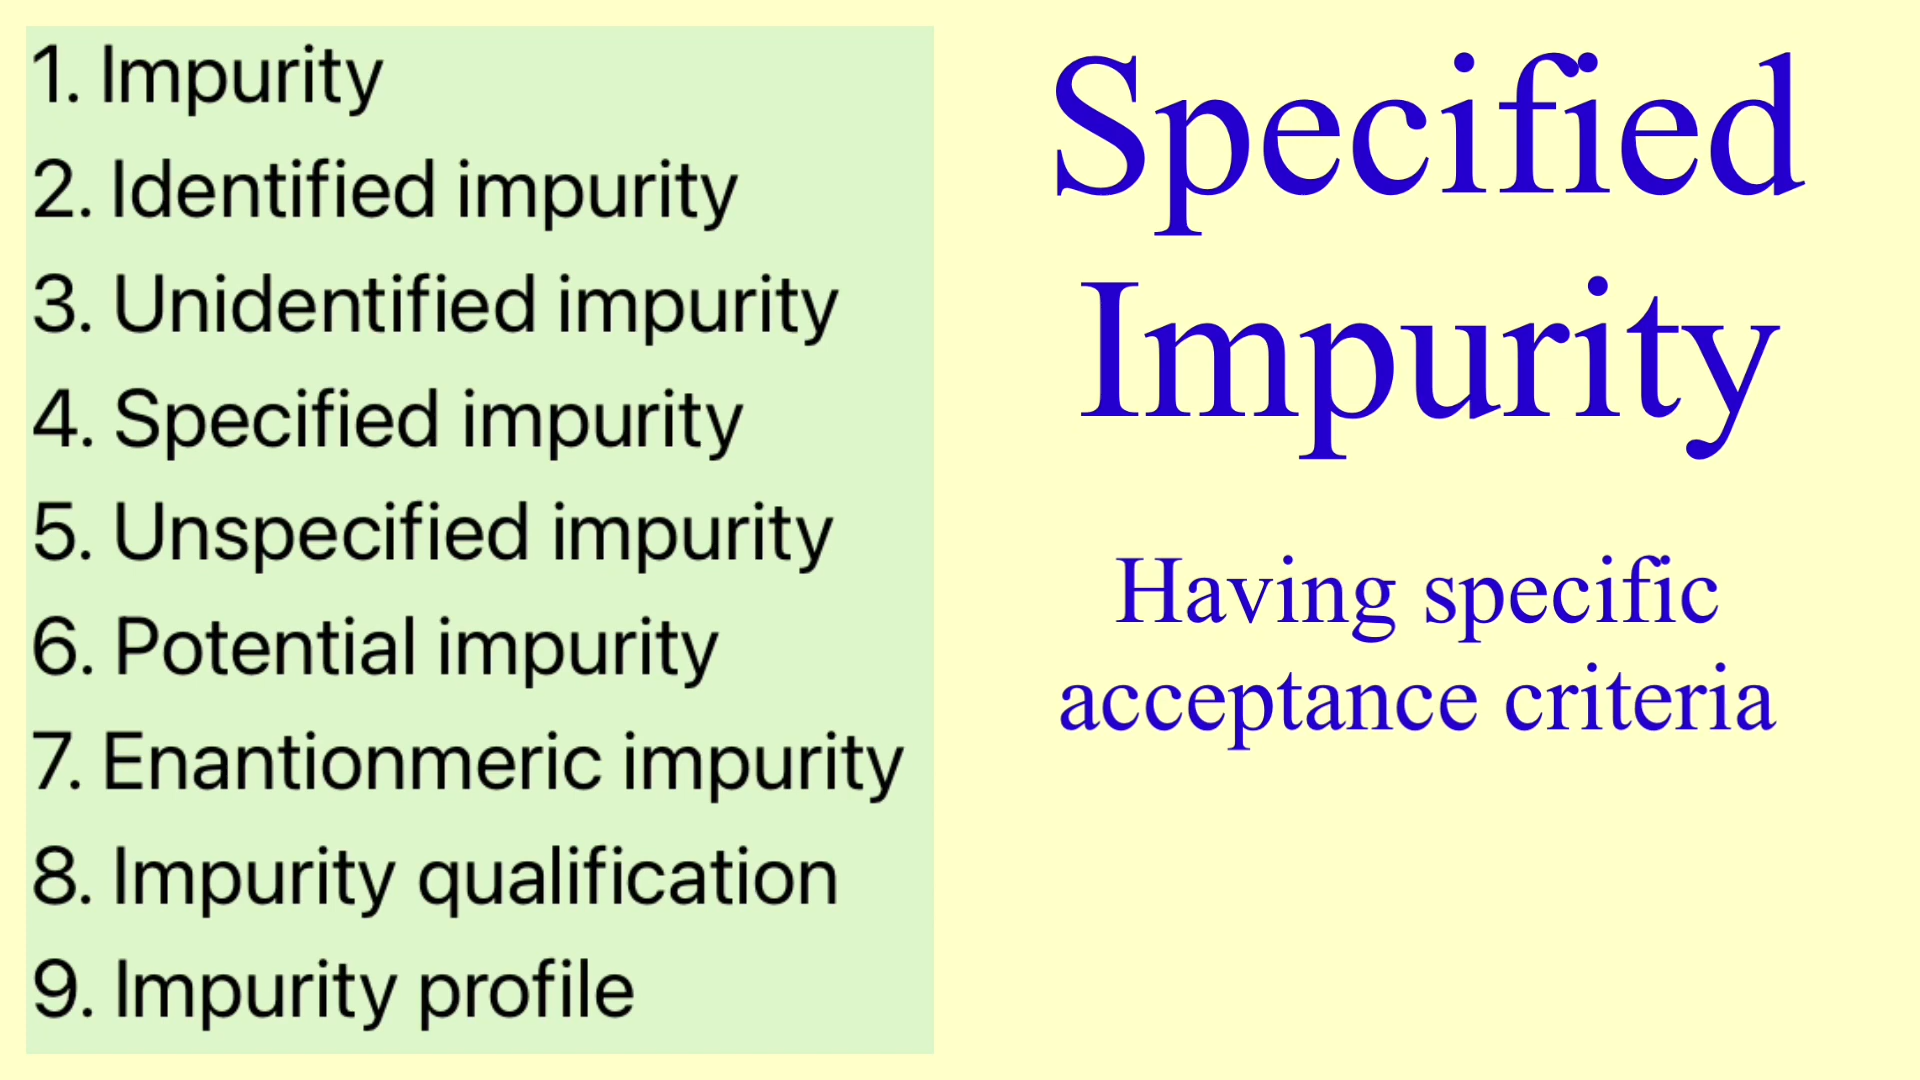 1. Impurity
2. Identified impurity
3. Unidentified impurity
4. Specified impurity
5. Unspecified impurity
6. Potential impurity
7. Enantionmeric impurity
8. Impurity qualification
9. Impurity profile
Specified
Impurity
Having specific
acceptance criteria